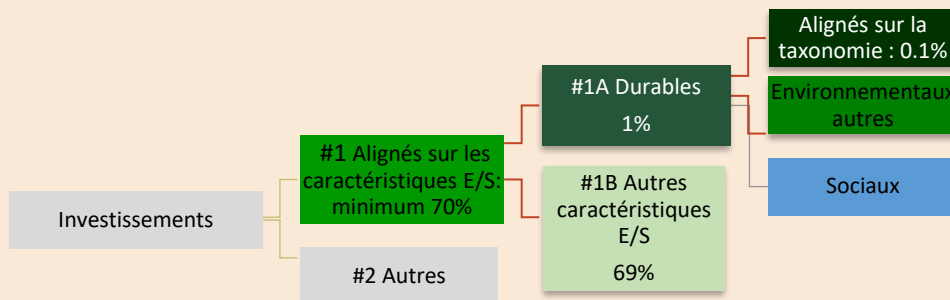 Investissements
#1 Alignés sur les
caractéristiques E/S:
minimum 70%
#2 Autres
#1A Durables
1%
#1B Autres
caractéristiques
E/S
69%
Alignés sur la
taxonomie : 0.1%
Environnementaux
autres
Sociaux